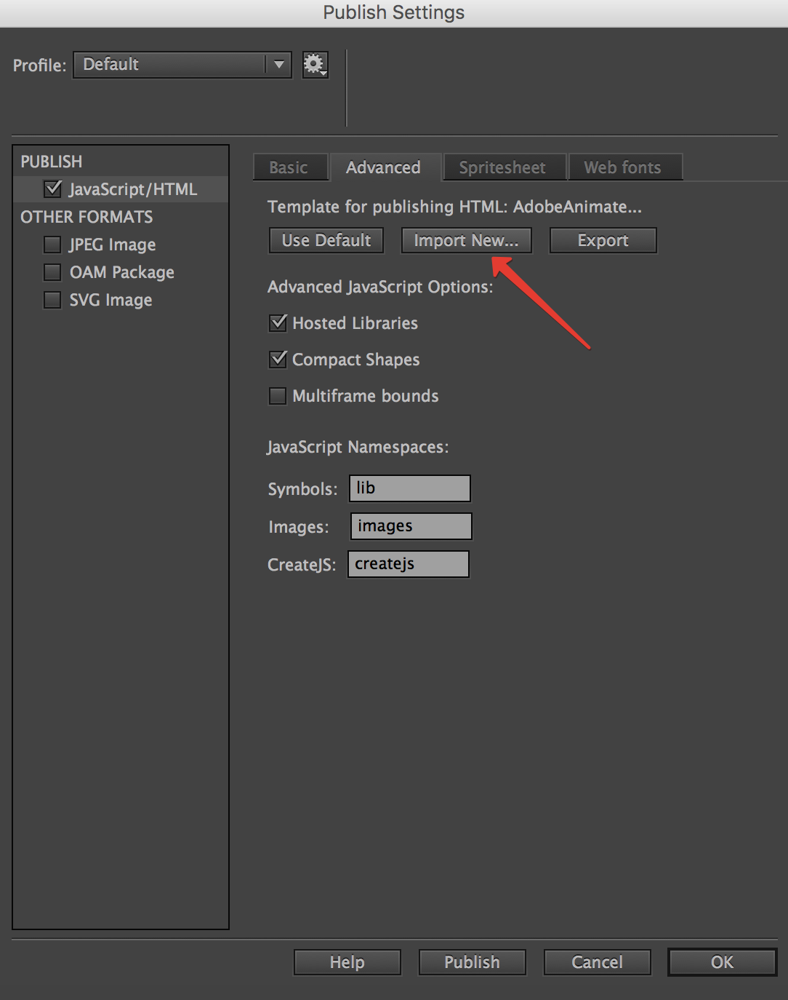 Publish Settings
Profile: Default
PUBLISH
JavaScript/HTML
OTHER FORMATS
JPEG Image
OAM Package
SVG Image
Basic Advanced Spritesheet Web fonts
Template for publishing HTML: AdobeAnimate...
Use Default Import New... Export
Advanced JavaScript Options:
Hosted Libraries
Compact Shapes
Multiframe bounds
JavaScript Namespaces:
Symbols: lib
Images: images
CreateJS: createjs
Help Publish Cancel OK